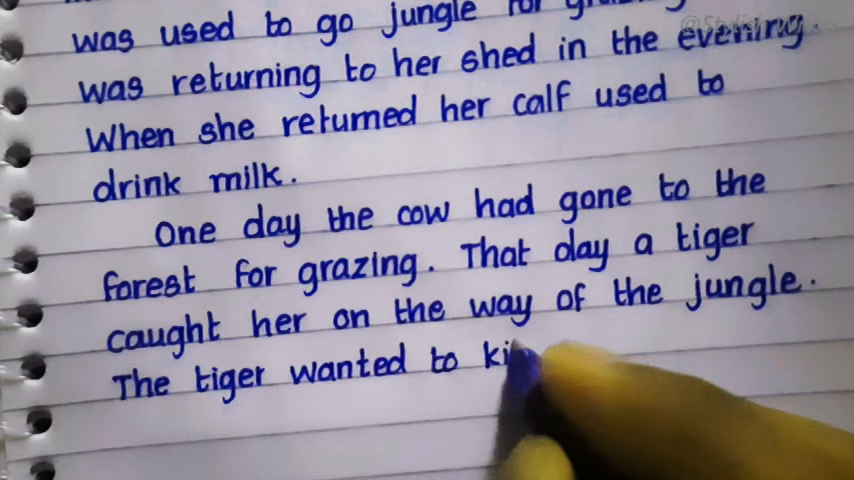 was used to go jungle for
was returning to her shed in the evening.
When she returned her calf used to
drink milk.
One day the cow had gone to the
forest for grazing. That day a tiger
caught her on the way of the jungle.
The tiger wanted to ki